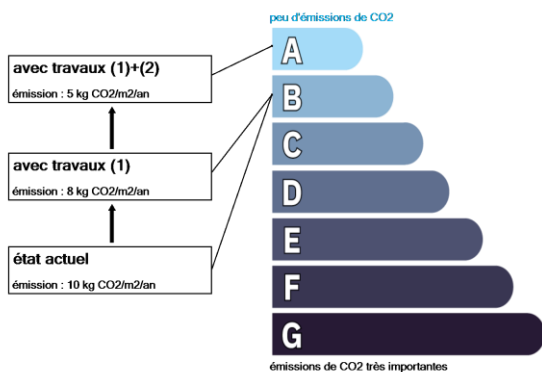 peu d'émissions de CO2
A
avec travaux (1)+(2)
émission : 5 kg CO2/m2/an
B
C
avec travaux (1)
émission : 8 kg CO2/m2/an
D
E
état actuel
émission : 10 kg CO2/m2/an
F
G
émissions de CO2 très importantes